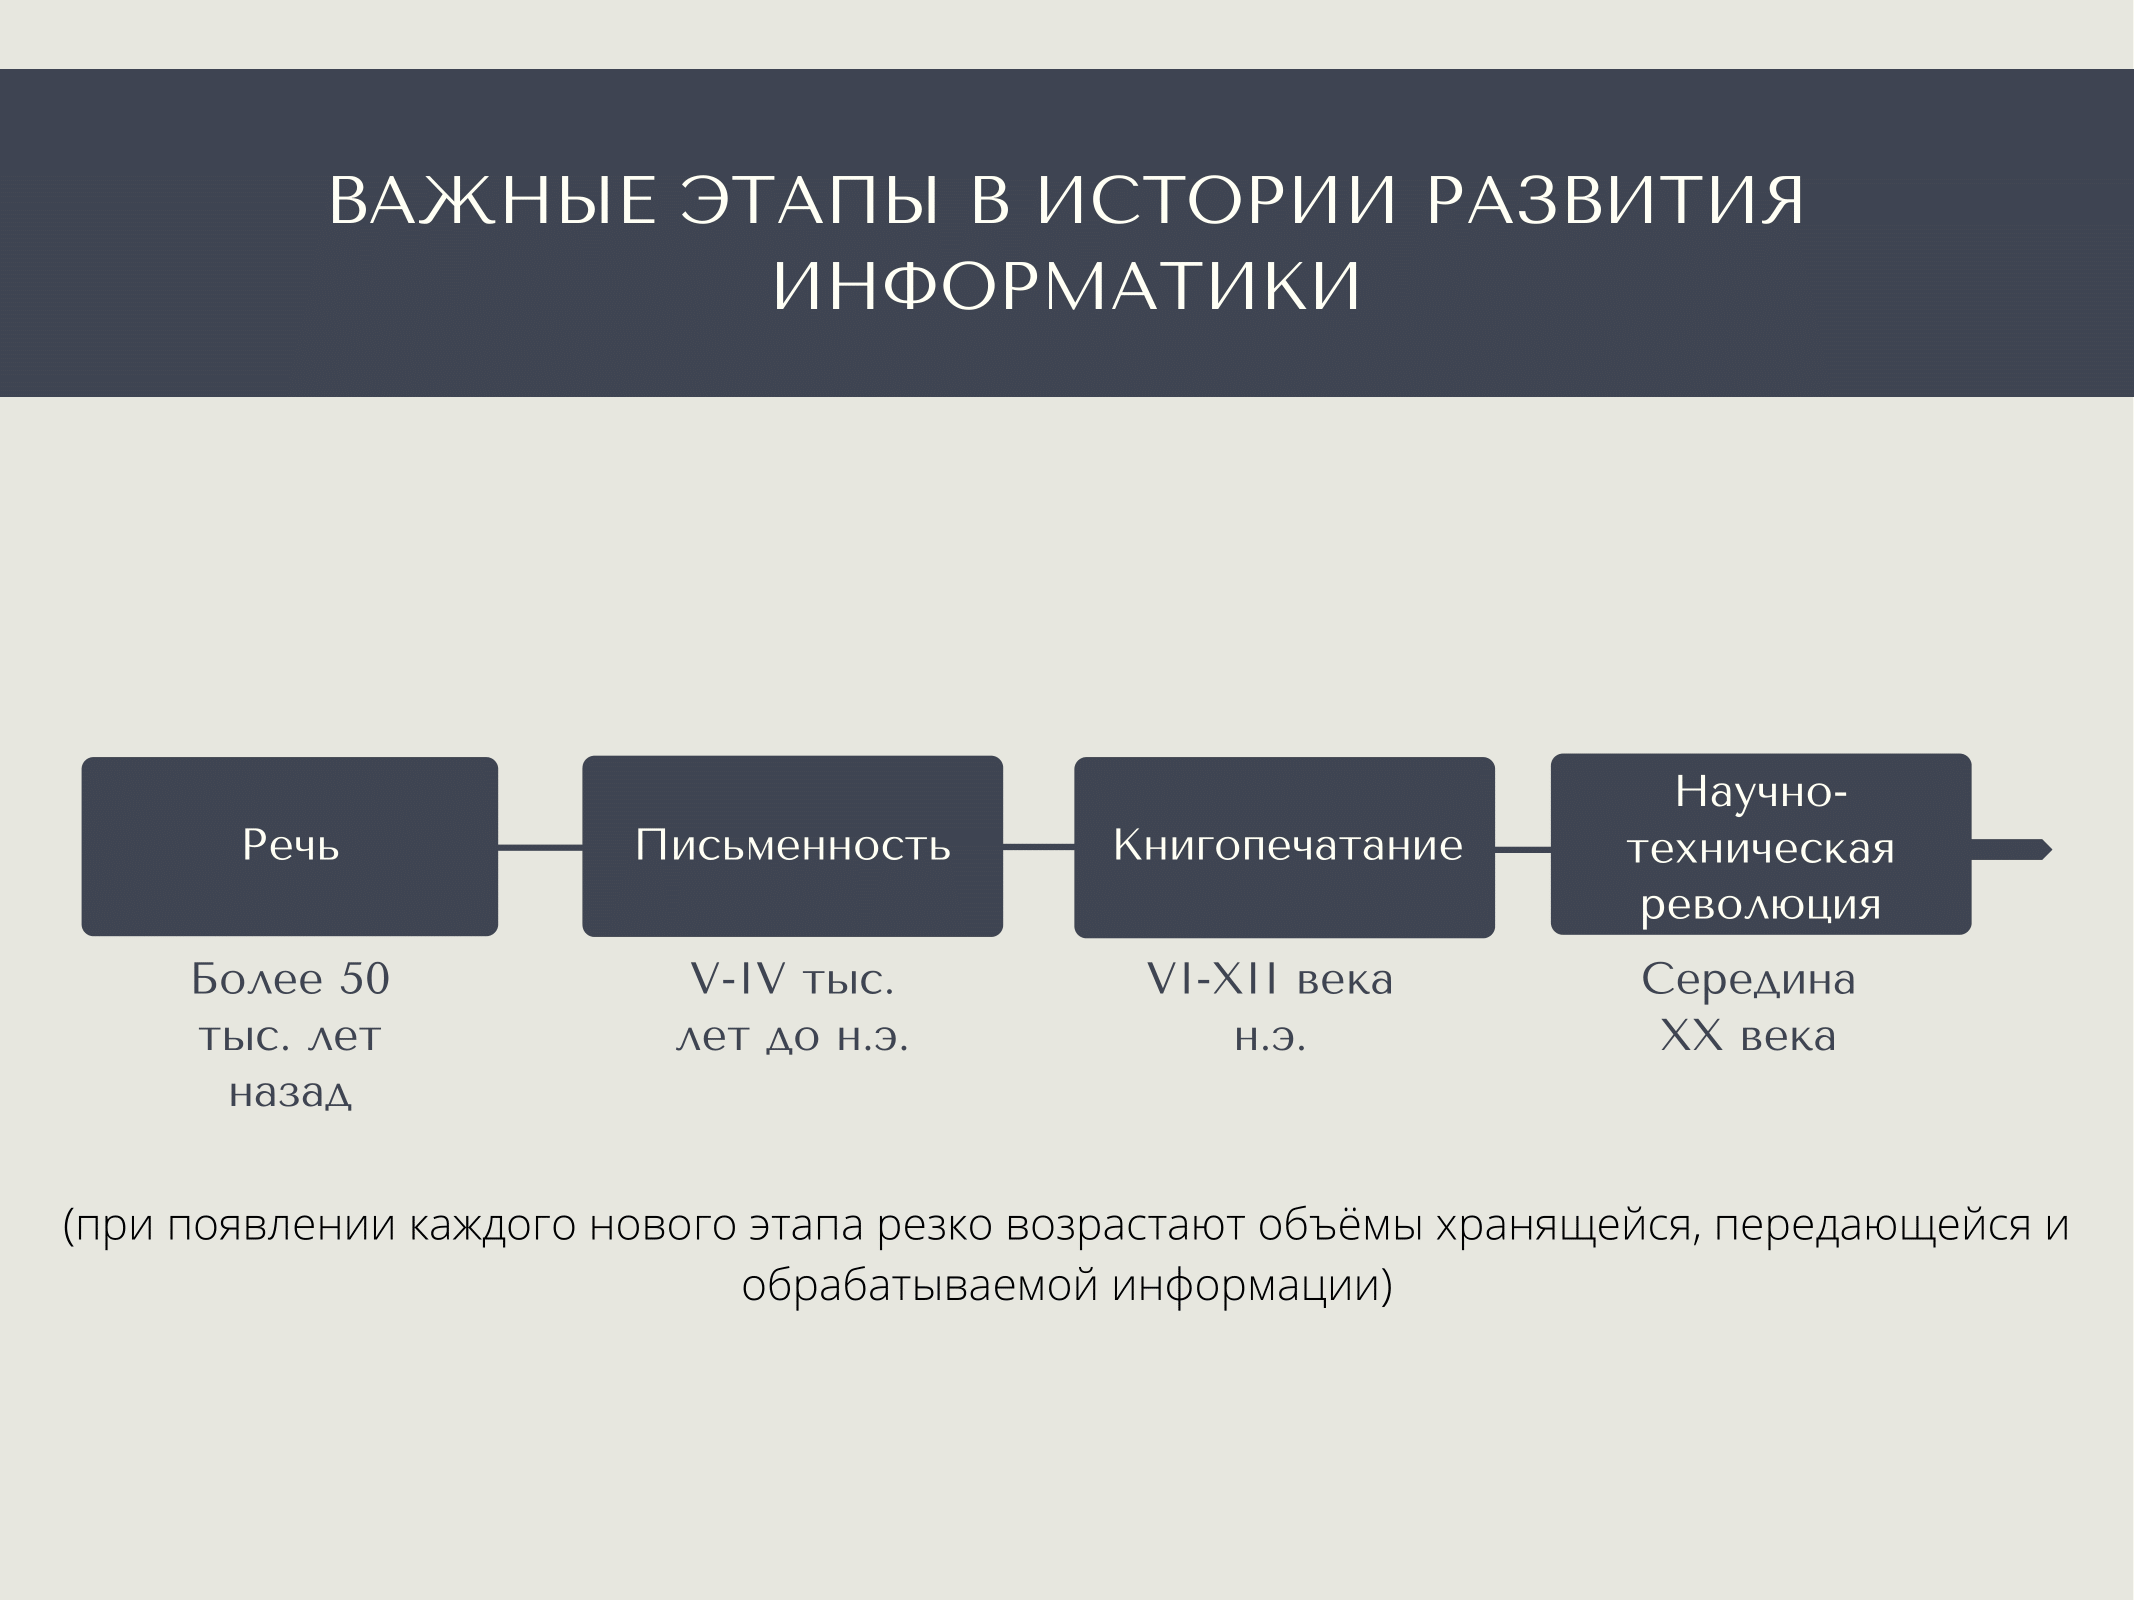 ВАЖНЫЕ ЭТАПЫ В ИСТОРИИ РАЗВИТИЯ
ИНФОРМАТИКИ
Речь
Более 50
тыс. лет
назад
Письменность
V-IV тыс.
лет до н.э.
Книгопечатание
VI-XII века
н.э.
Научно-
техническая
революция
Середина
XX века
(при появлении каждого нового этапа резко возрастают объёмы хранящейся, передающейся и
обрабатываемой информации)